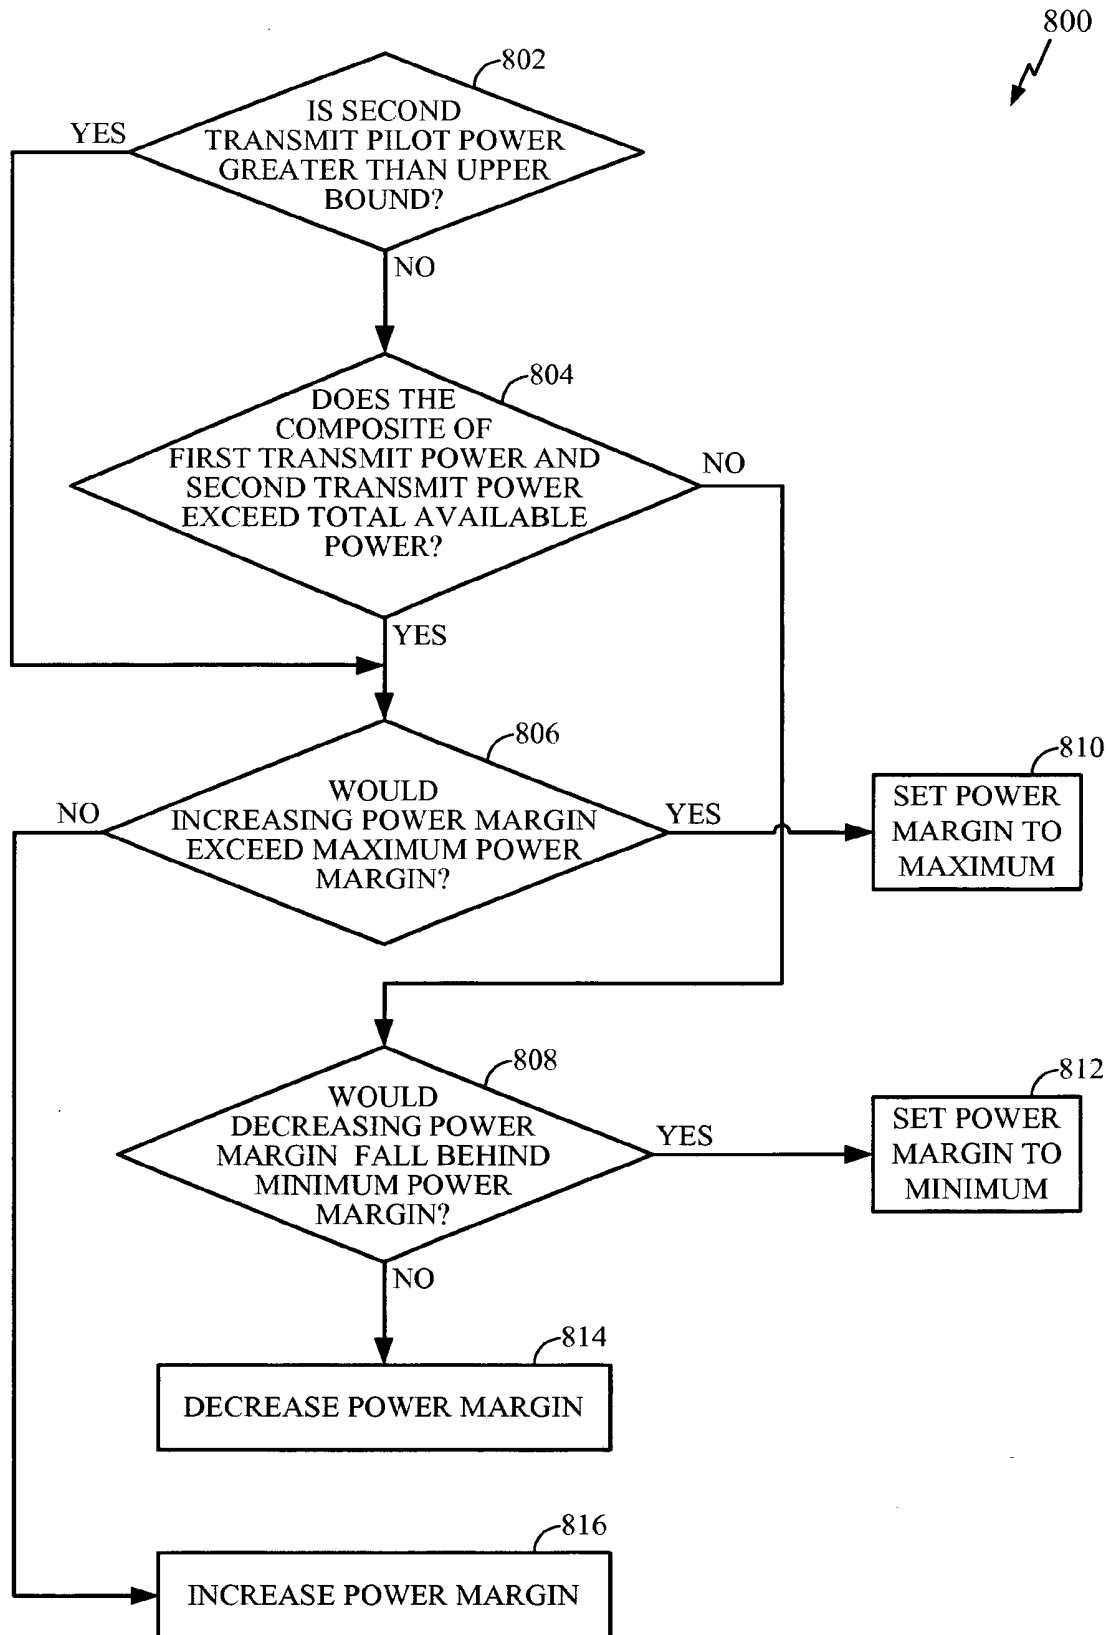 800
802
IS SECOND
TRANSMIT PILOT POWER
GREATER THAN UPPER
BOUND?
YES
NO
804
DOES THE
COMPOSITE OF
FIRST TRANSMIT POWER AND
SECOND TRANSMIT POWER
EXCEED TOTAL AVAILABLE
POWER?
NO
YES
806
WOULD
INCREASING POWER MARGIN
EXCEED MAXIMUM POWER
MARGIN?
NO
YES
810
SET POWER
MARGIN TO
MAXIMUM
808
WOULD
DECREASING POWER
MARGIN FALL BEHIND
MINIMUM POWER
MARGIN?
YES
NO
812
SET POWER
MARGIN TO
MINIMUM
814
DECREASE POWER MARGIN
816
INCREASE POWER MARGIN